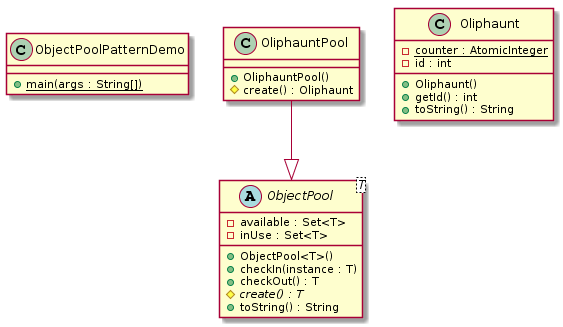 C ObjectPoolPatternDemo
main(args : String[])
C OliphauntPool
OliphauntPool()
create() : Oliphaunt
C Oliphaunt
counter : AtomicInteger
id : int
Oliphaunt()
getId() : int
toString() : String
A ObjectPool T
available : Set<T>
inUse : Set<T>
ObjectPool<T>()
checkIn(instance : T)
checkOut() : T
create() : T
toString() : String